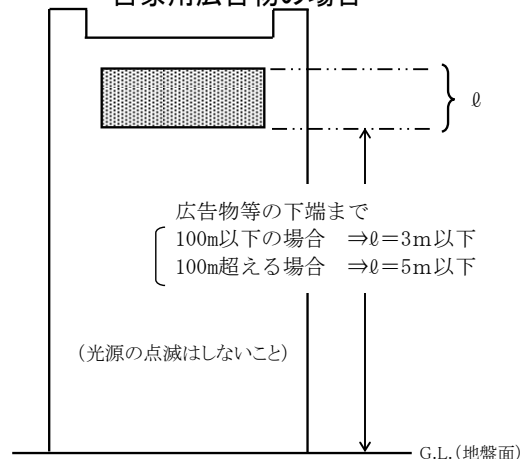 自家用広告物の場合
ℓ
広告物等の下端まで
100m以下の場合 ⇒ℓ=3m以下
100m超える場合 ⇒ℓ=5m以下
(光源の点滅はしないこと)
G.L.(地盤面)